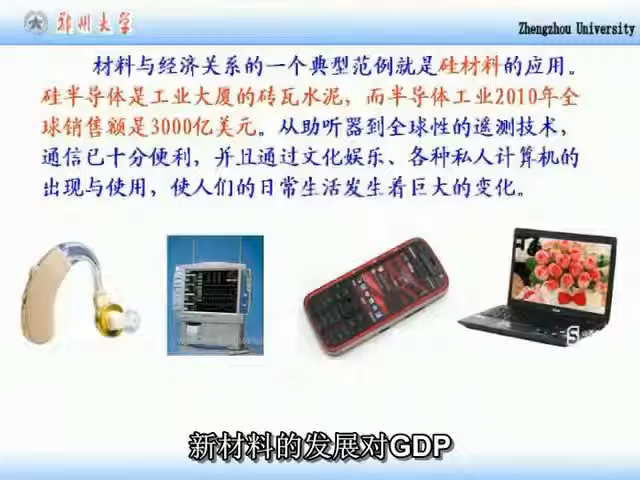 郑州大学
Zhengzhou University
材料与经济关系的一个典型范例就是硅材料的应用。
硅半导体是工业大厦的砖瓦水泥，而半导体工业2010年全
球销售额是3000亿美元。从助听器到全球性的遥测技术，
通信已十分便利，并且通过文化娱乐、各种私人计算机的
出现与使用，使人们的日常生活发生着巨大的变化。
新材料的发展对GDP